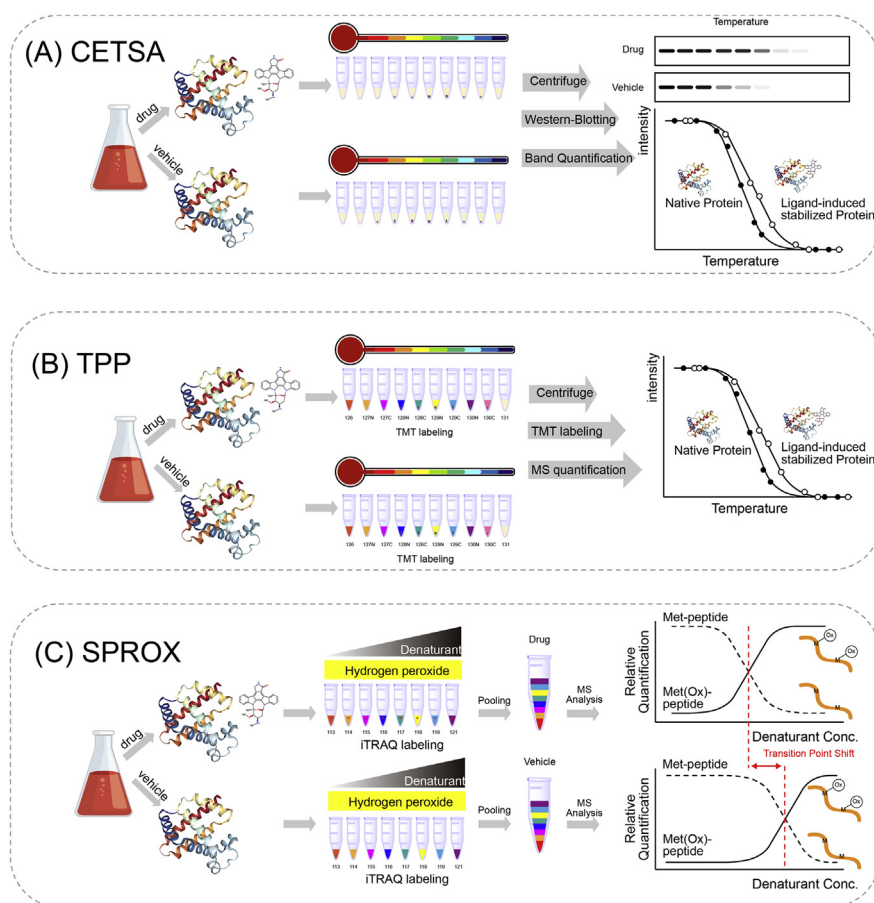 (A) CETSA
drug
vehicle
Centrifuge
Western-Blotting
Band Quantification
Temperature
Drug
Vehicle
intensity
Native Protein
Ligand-induced
stabilized Protein
Temperature
(B) TPP
drug
vehicle
126 127N 127C 128N 128C 129N 129C 130N 130C 131
TMT labeling
126 127N 127C 128N 128C 129N 129C 130N 130C 131
TMT labeling
Centrifuge
TMT labeling
MS quantification
intensity
Native Protein
Ligand-induced
stabilized Protein
Temperature
(C) SPROX
drug
vehicle
Denaturant
Hydrogen peroxide
113 114 115 116 117 118 119 121
iTRAQ labeling
Pooling
Drug
MS
Analysis
Relative
Quantification
Met-peptide
Met(Ox)-
peptide
Ox
M
M
Ox
M
M
Denaturant Conc.
Transition Point Shift
Denaturant
Hydrogen peroxide
113 114 115 116 117 118 119 121
iTRAQ labeling
Pooling
Vehicle
MS
Analysis
Relative
Quantification
Met-peptide
Met(Ox)-
peptide
Ox
M
M
Ox
M
M
Denaturant Conc.